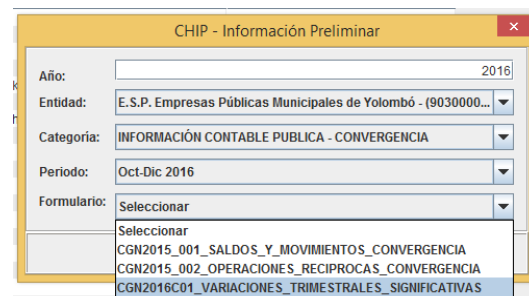 CHIP - Información Preliminar
Año: 2016
Entidad: E.S.P. Empresas Públicas Municipales de Yolombó - (9030000...
Categoria: INFORMACIÓN CONTABLE PUBLICA - CONVERGENCIA
Periodo: Oct-Dic 2016
Formulario: Seleccionar
Seleccionar
CGN2015_001_SALDOS_Y_MOVIMIENTOS_CONVERGENCIA
CGN2015_002_OPERACIONES_RECIPROCAS_CONVERGENCIA
CGN2016C01_VARIACIONES_TRIMESTRALES_SIGNIFICATIVAS